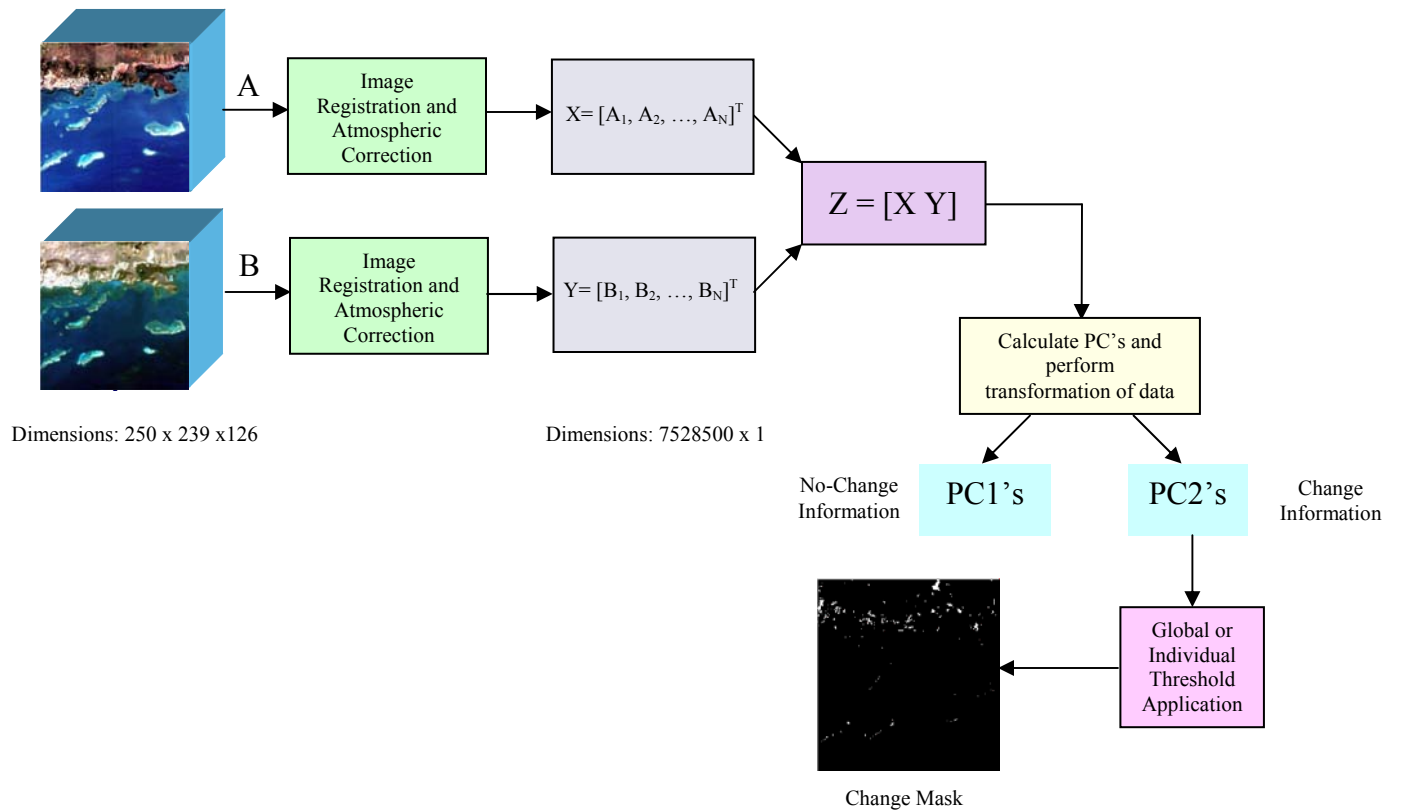 A
Image
Registration and
Atmospheric
Correction
X= [A₁, A₂, …, A_N]ᵀ
Z = [X Y]
B
Image
Registration and
Atmospheric
Correction
Y= [B₁, B₂, …, B_N]ᵀ
Dimensions: 250 x 239 x126
Dimensions: 7528500 x 1
Calculate PC’s and
perform
transformation of data
No-Change
Information
PC1’s
PC2’s
Change
Information
Global or
Individual
Threshold
Application
Change Mask